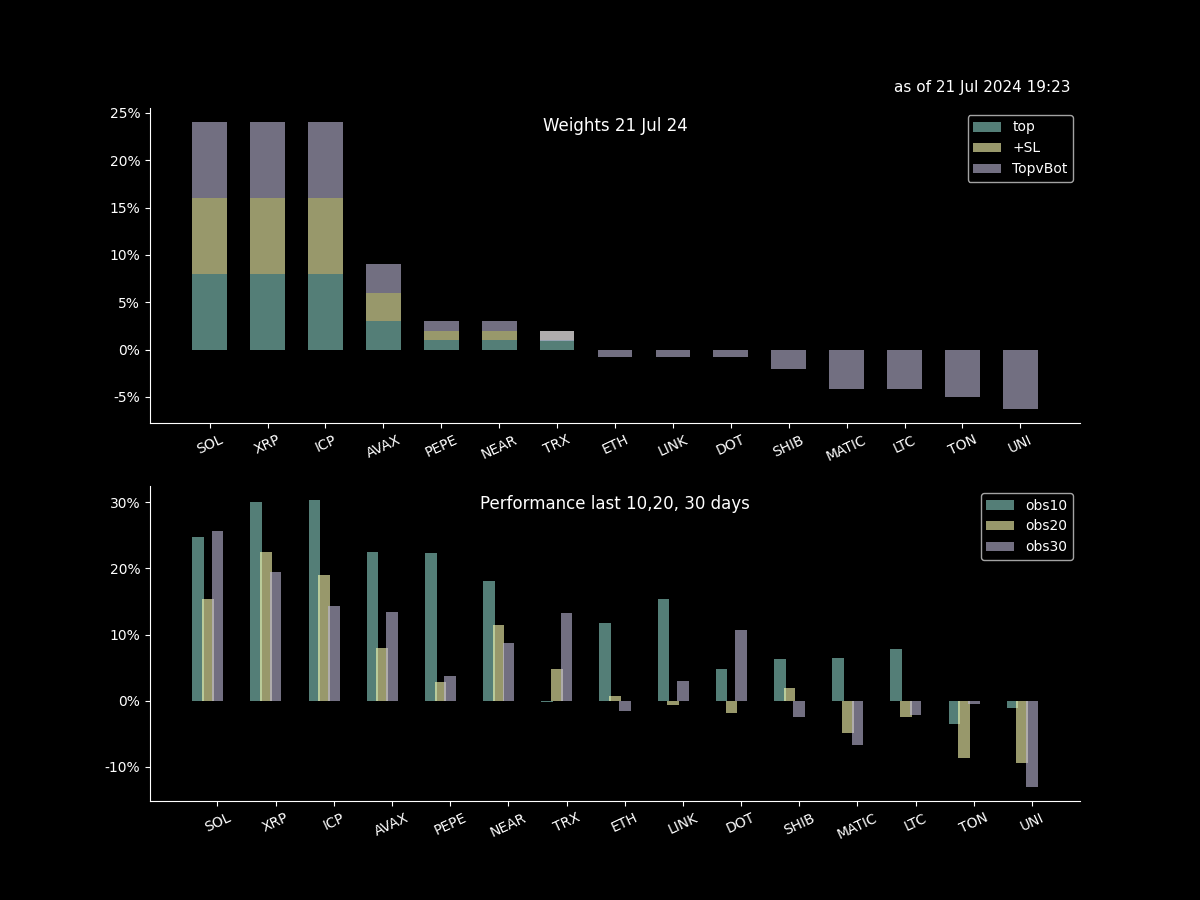 as of 21 Jul 2024 19:23
Weights 21 Jul 24
top
+SL
TopvBot
25%
20%
15%
10%
5%
0%
-5%
SOL XRP ICP AVAX PEPE NEAR TRX ETH LINK DOT SHIB MATIC LTC TON UNI
Performance last 10,20, 30 days
obs10
obs20
obs30
30%
20%
10%
0%
-10%
SOL XRP ICP AVAX PEPE NEAR TRX ETH LINK DOT SHIB MATIC LTC TON UNI